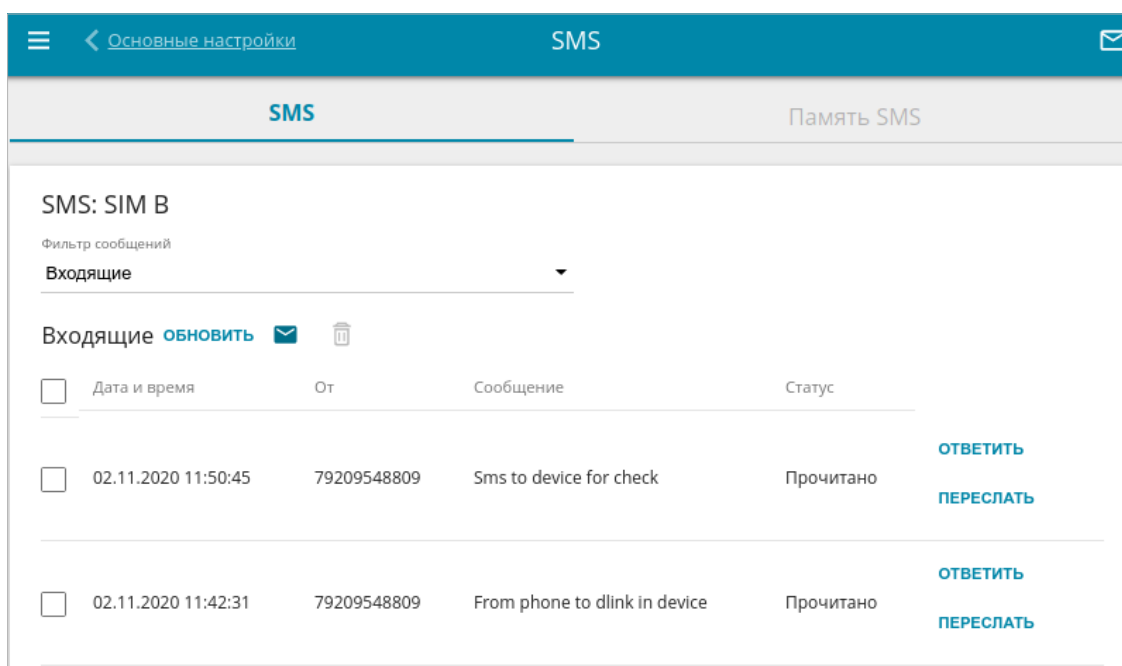 Основные настройки SMS
SMS Память SMS
SMS: SIM B
Фильтр сообщений
Входящие
Входящие ОБНОВИТЬ
Дата и время От Сообщение Статус
ОТВЕТИТЬ
02.11.2020 11:50:45 79209548809 Sms to device for check Прочитано
ПЕРЕСЛАТЬ
ОТВЕТИТЬ
02.11.2020 11:42:31 79209548809 From phone to dlink in device Прочитано
ПЕРЕСЛАТЬ